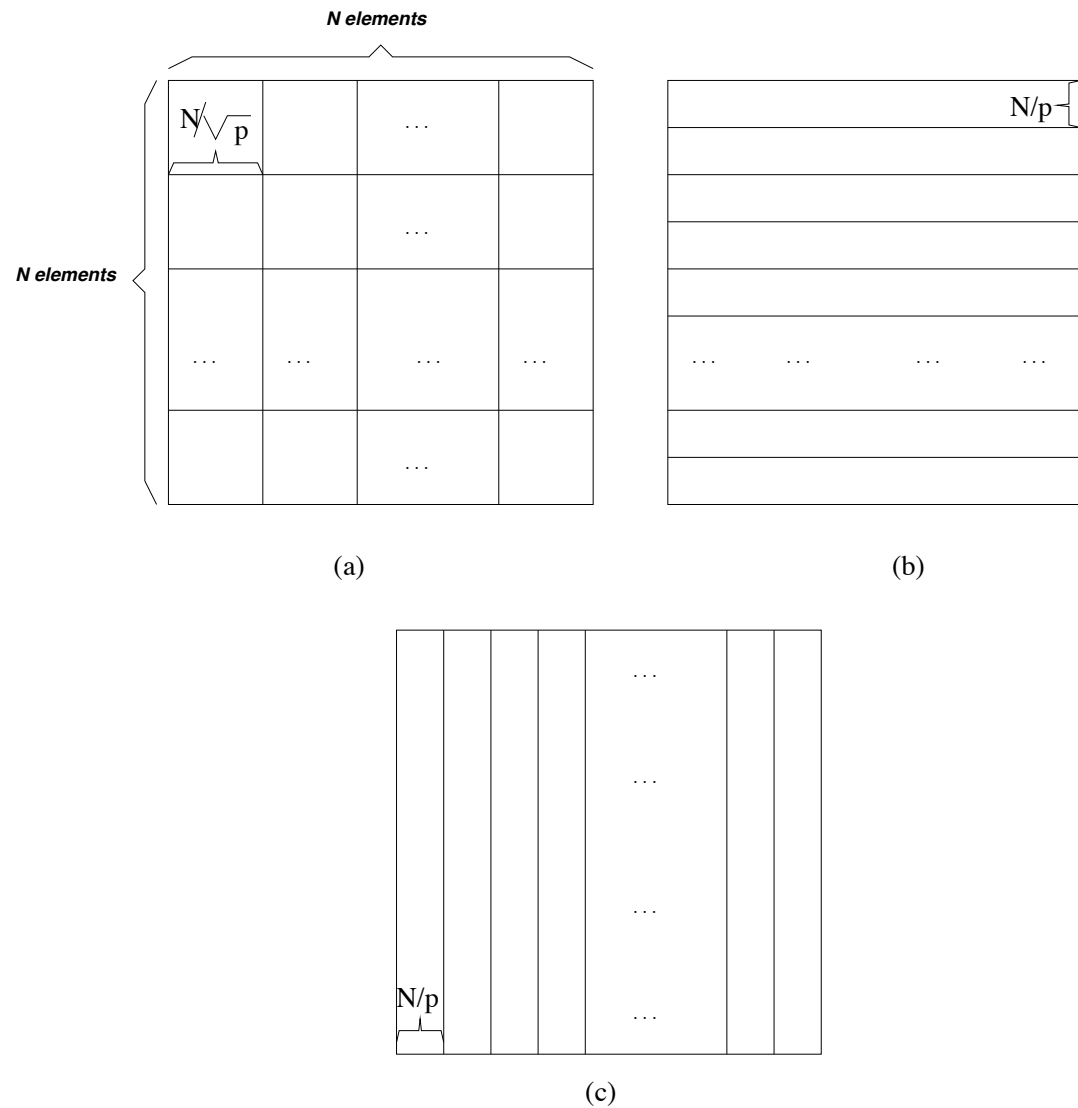 N elements
N/√p
. . .
N/p
. . .
N elements
. . . . . . . . . . . .
. . . . . . . . . . . .
. . .
(a)
(b)
. . .
. . .
. . .
N/p
. . .
(c)